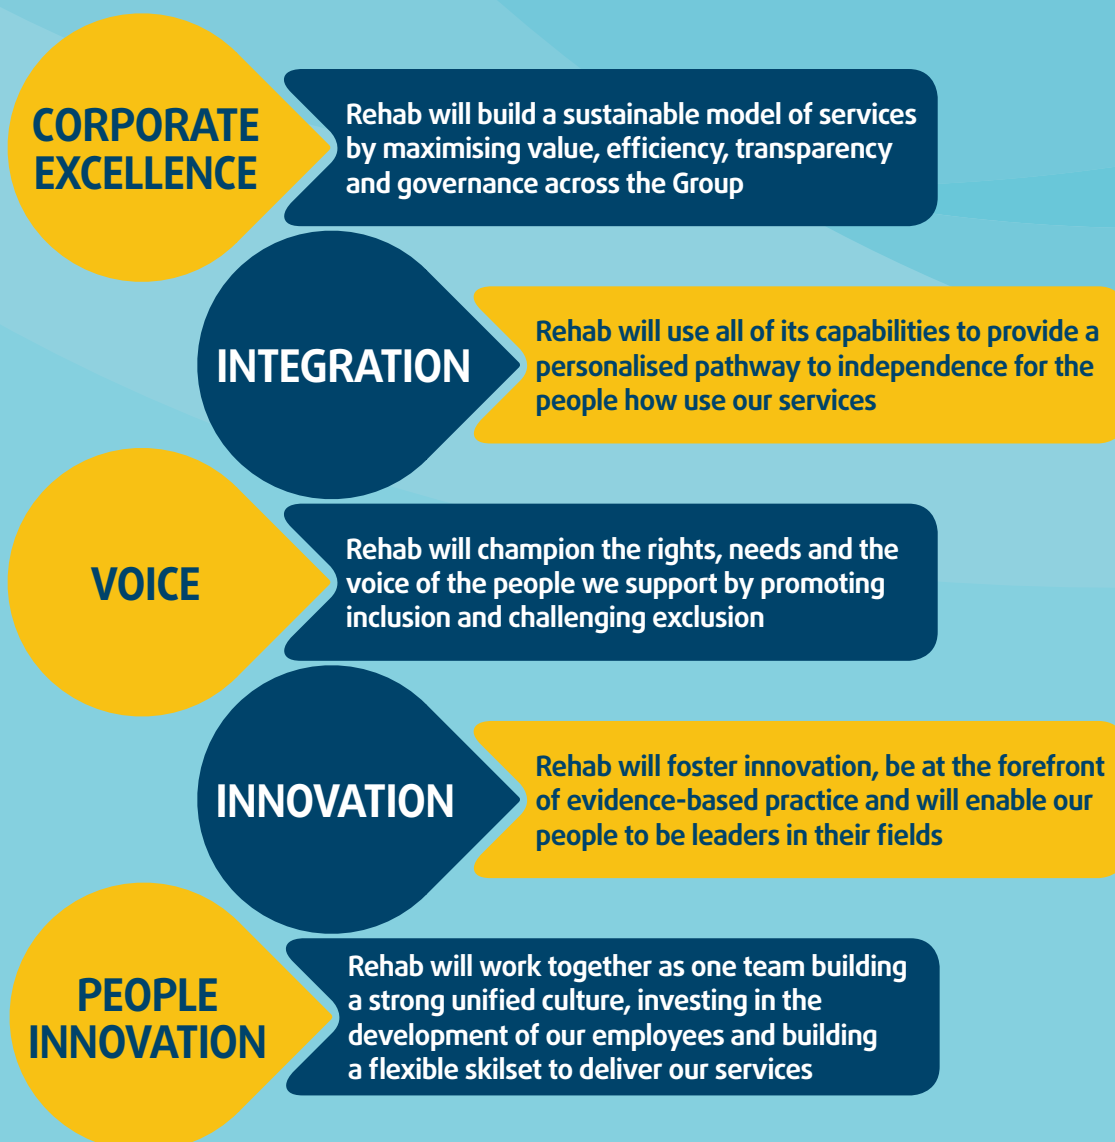 CORPORATE
EXCELLENCE
Rehab will build a sustainable model of services
by maximising value, efficiency, transparency
and governance across the Group
INTEGRATION
Rehab will use all of its capabilities to provide a
personalised pathway to independence for the
people how use our services
VOICE
Rehab will champion the rights, needs and the
voice of the people we support by promoting
inclusion and challenging exclusion
INNOVATION
Rehab will foster innovation, be at the forefront
of evidence-based practice and will enable our
people to be leaders in their fields
PEOPLE
INNOVATION
Rehab will work together as one team building
a strong unified culture, investing in the
development of our employees and building
a flexible skilset to deliver our services